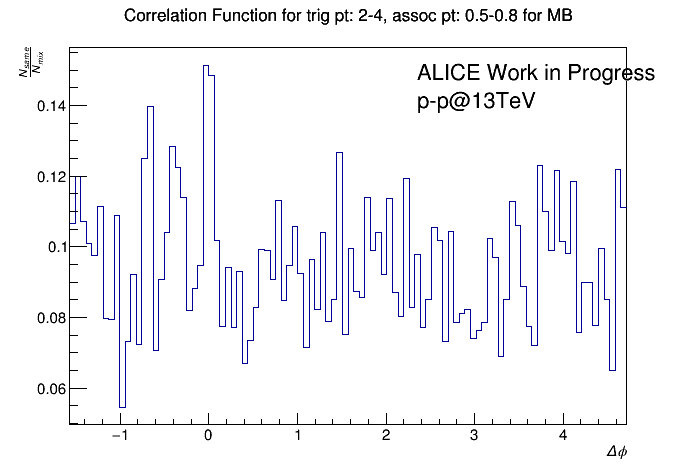 Correlation Function for trig pt: 2-4, assoc pt: 0.5-0.8 for MB
N_same
N_mix
ALICE Work in Progress
p-p@13TeV
0.14
0.12
0.1
0.08
0.06
−1 0 1 2 3 4
Δϕ